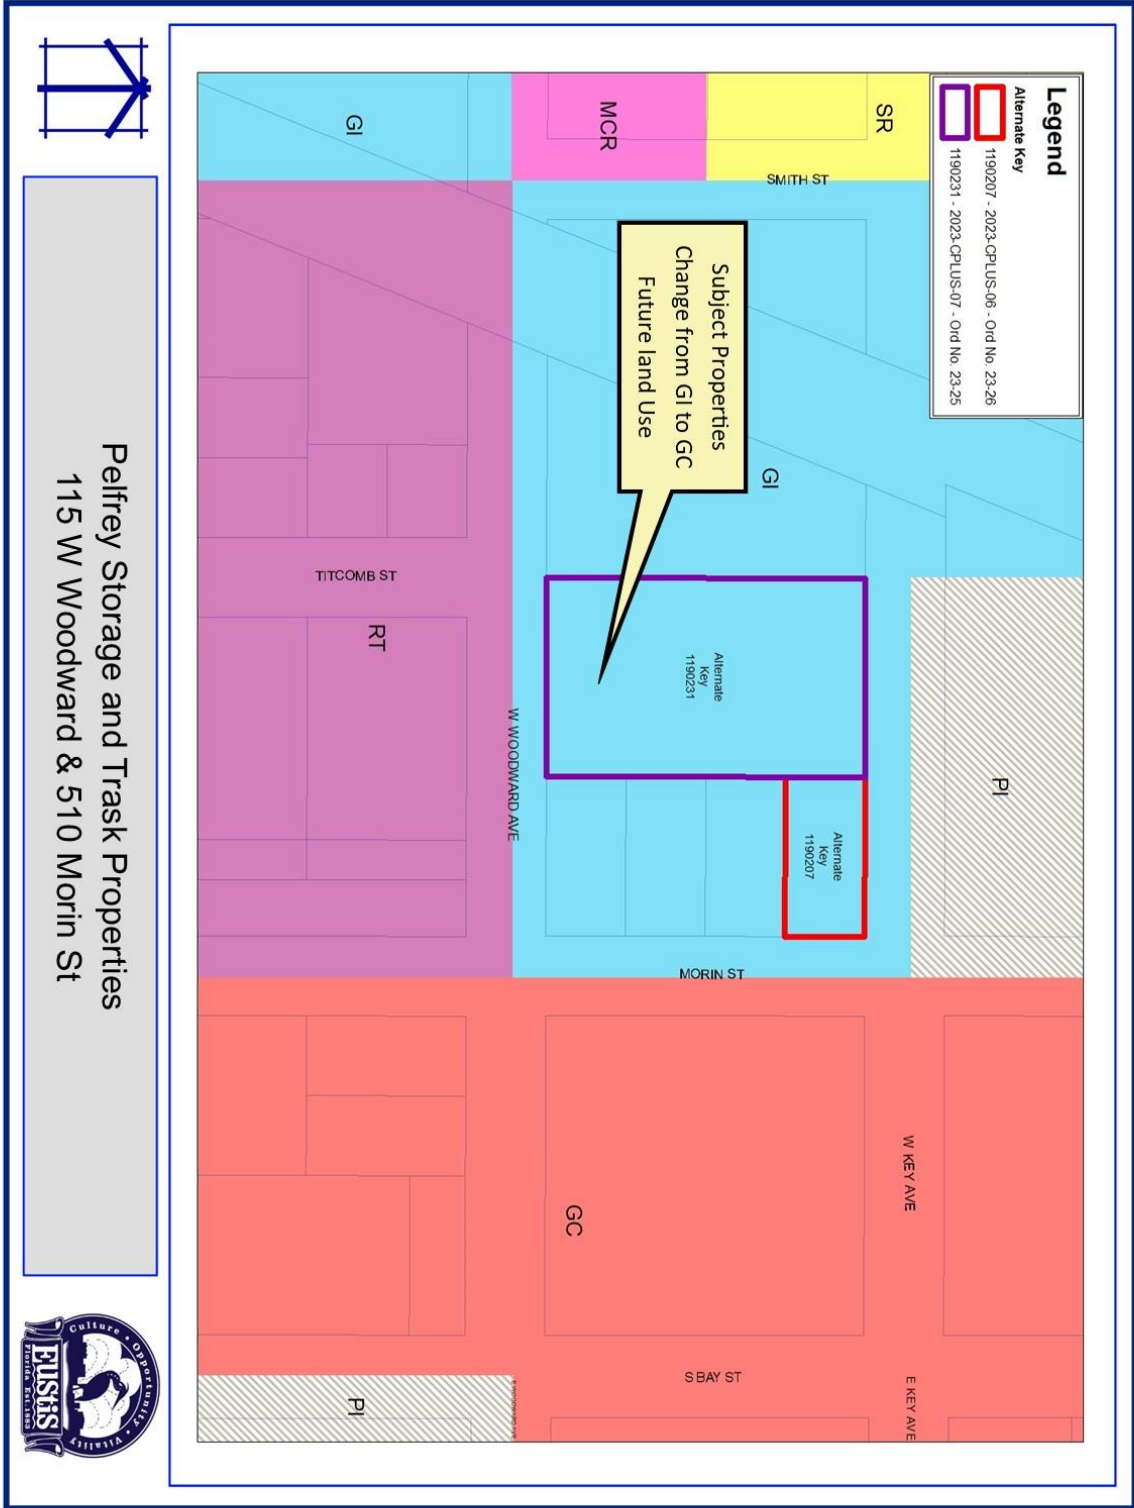 Legend
Alternate Key
1190207 - 2023-CPLUS-06 - Ord No. 23-26
1190231 - 2023-CPLUS-07 - Ord No. 23-25
SR
MCR
GI
SMITH ST
Subject Properties
Change from GI to GC
Future land Use
GI
PI
Alternate
Key
1190231
Alternate
Key
1190207
TITCOMB ST
RT
W WOODWARD AVE
MORIN ST
W KEY AVE
GC
S BAY ST
E KEY AVE
PI
Pelfrey Storage and Trask Properties
115 W Woodward & 510 Morin St
Culture • Opportunity • Vitality
EUSTIS
Florida Est. 1883